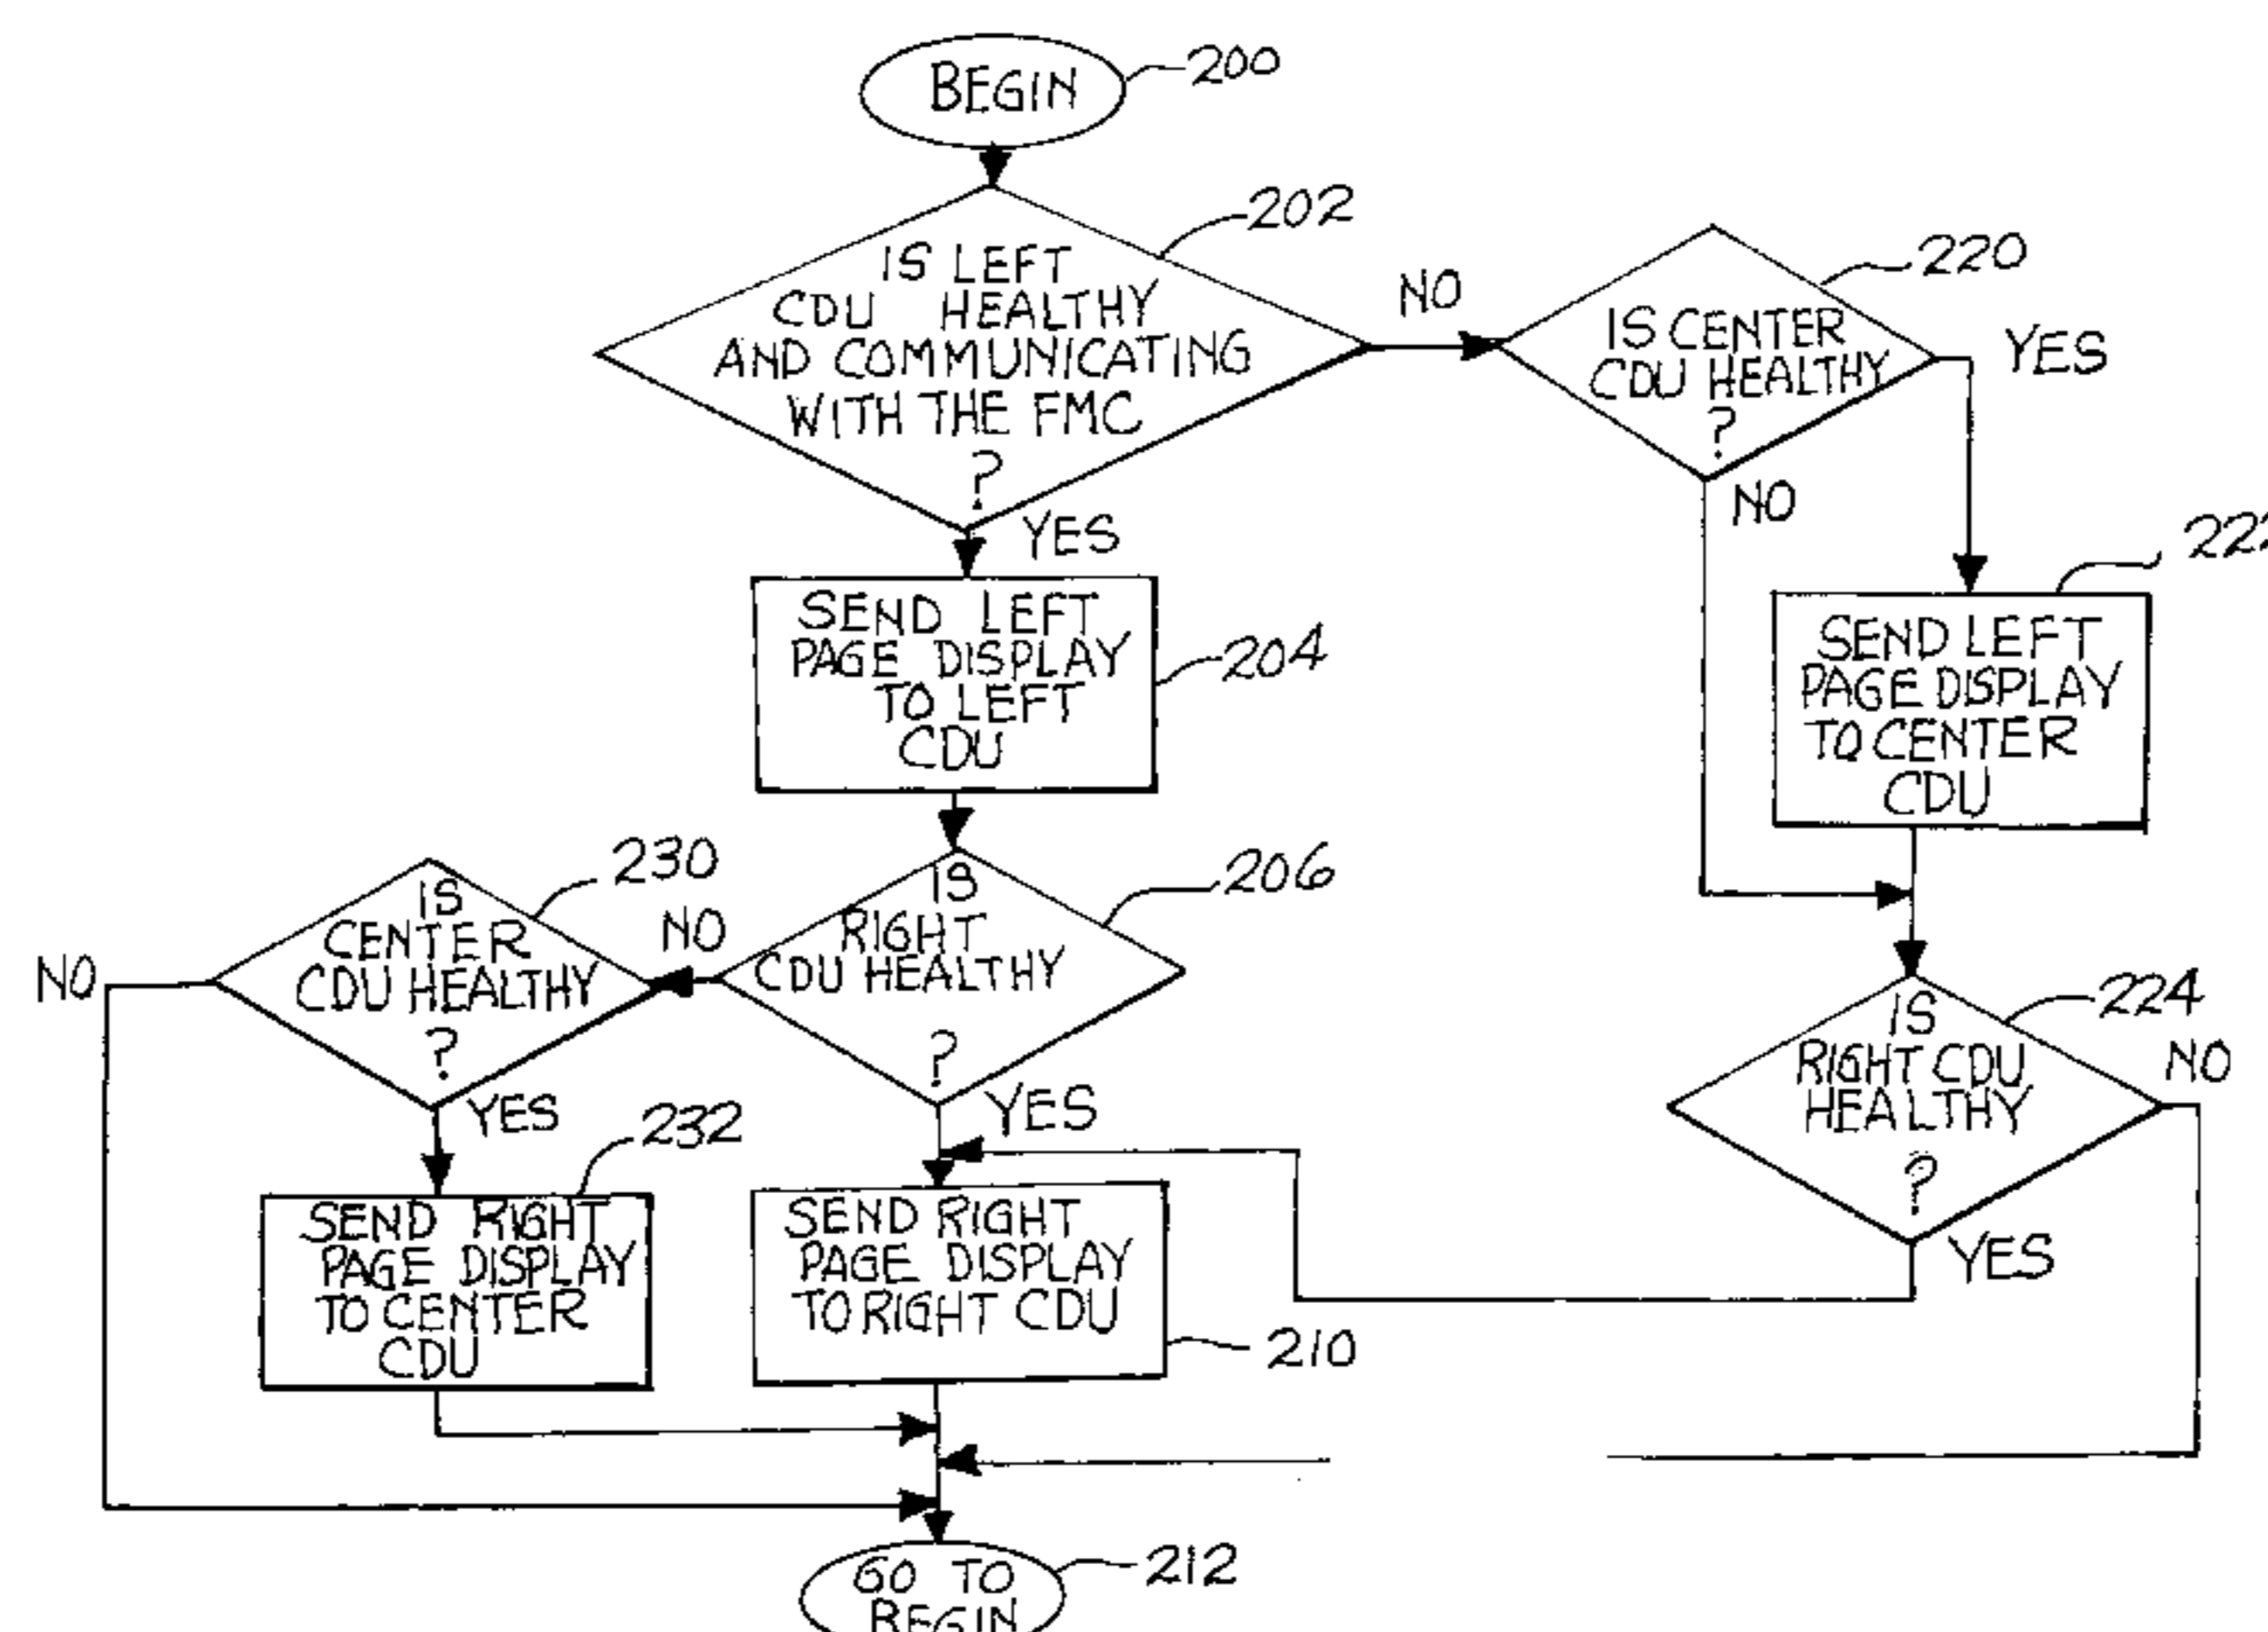 BEGIN
200
202
IS LEFT
CDU HEALTHY
AND COMMUNICATING
WITH THE FMC
?
NO
YES
220
IS CENTER
CDU HEALTHY
?
YES
NO
SEND LEFT
PAGE DISPLAY
TO LEFT
CDU
204
SEND LEFT
PAGE DISPLAY
TO CENTER
CDU
230
IS
CENTER
CDU HEALTHY
?
NO
YES
NO
206
IS
RIGHT
CDU HEALTHY
?
YES
224
IS
RIGHT CDU
HEALTHY
?
NO
YES
232
SEND RIGHT
PAGE DISPLAY
TO CENTER
CDU
SEND RIGHT
PAGE DISPLAY
TO RIGHT CDU
210
GO TO
BEGIN
212